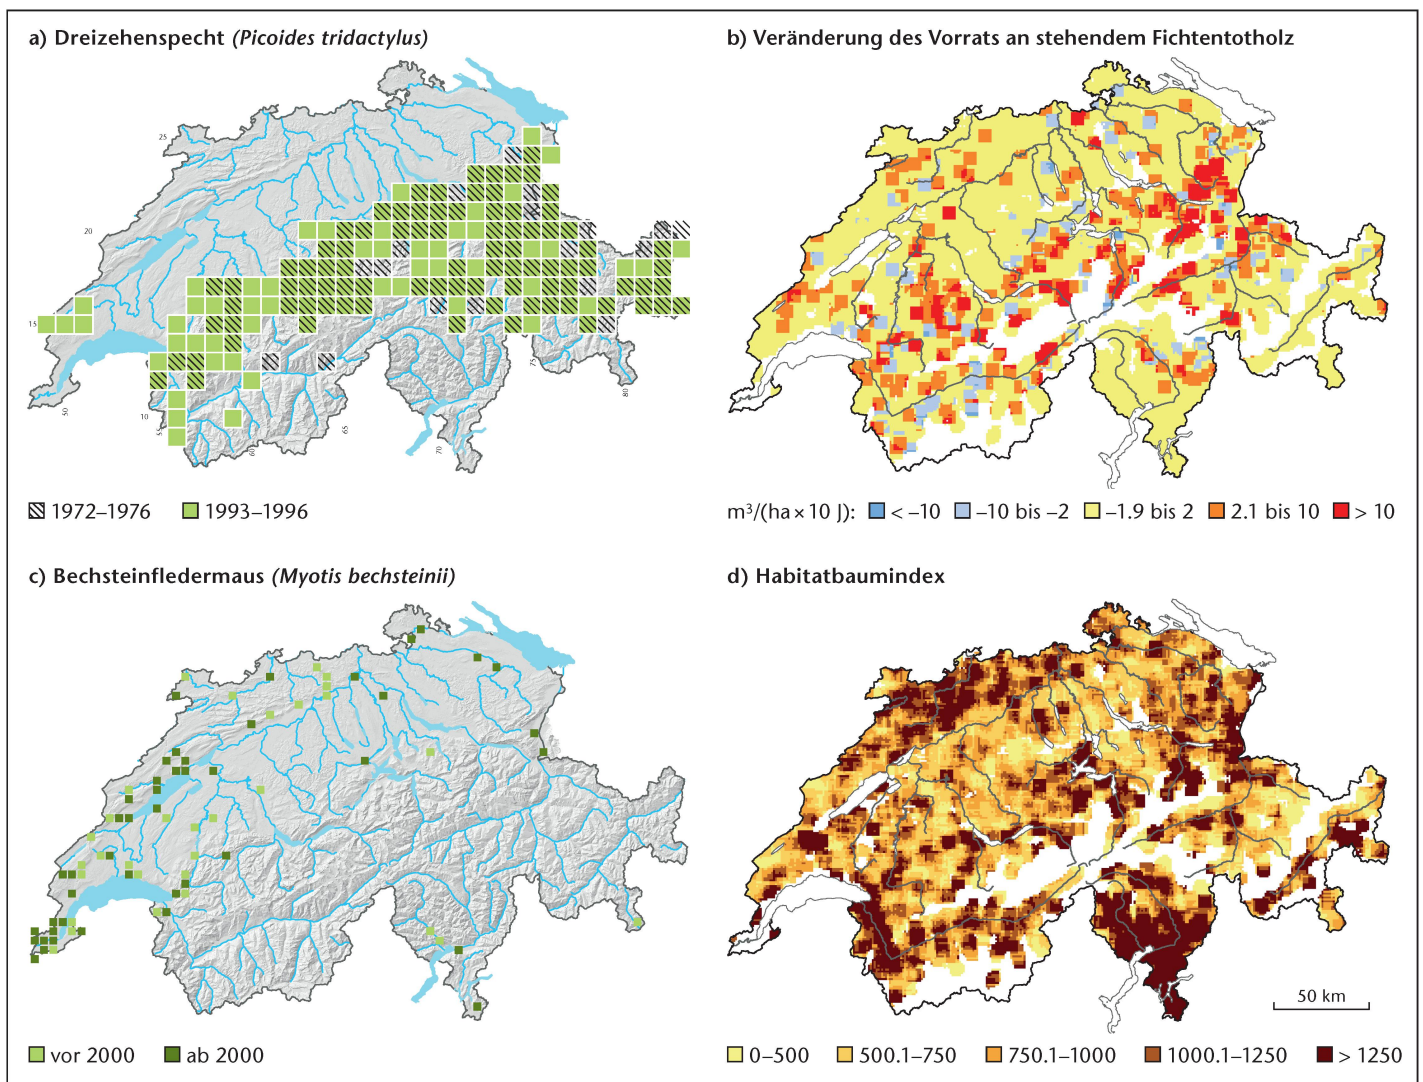 a) Dreizehenspecht (Picoides tridactylus)
b) Veränderung des Vorrats an stehendem Fichtentotholz
25
20
15
10
50
55
60
65
70
75
80
1972–1976
1993–1996
m³/(ha × 10 J): < –10 –10 bis –2 –1.9 bis 2 2.1 bis 10 > 10
c) Bechsteinfledermaus (Myotis bechsteinii)
d) Habitatbaumindex
50 km
vor 2000
ab 2000
0–500 500.1–750 750.1–1000 1000.1–1250 > 1250